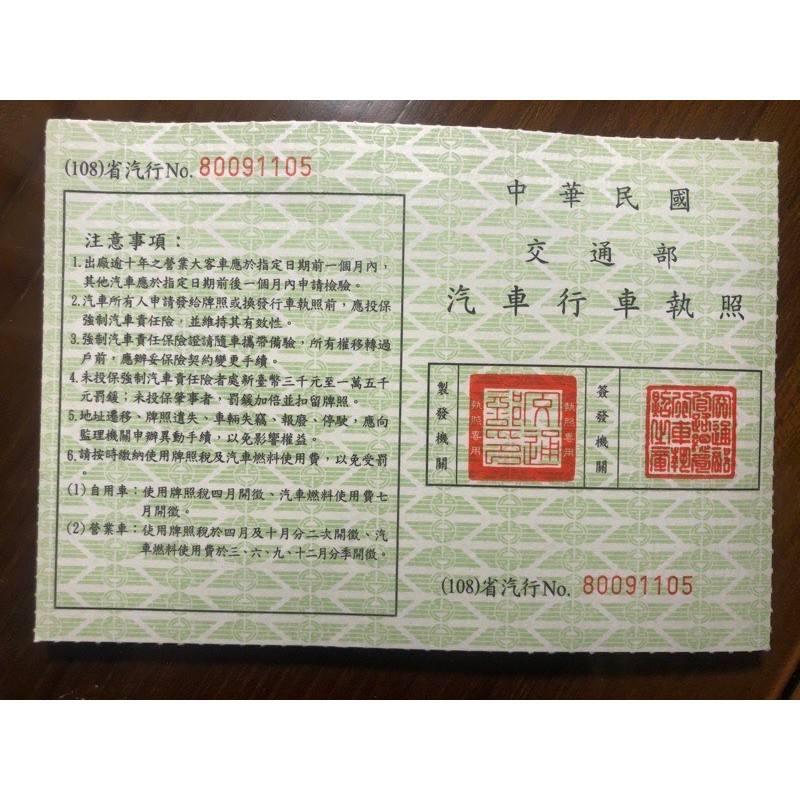 (108)省汽行No. 80091105
注意事項：
1.出廠逾十年之營業大客車應於指定日期前一個月內，
其他汽車應於指定日期前後一個月內申請檢驗。
2.汽車所有人申請發給牌照或換發行車執照前，應投保
強制汽車責任險，並維持其有效性。
3.強制汽車責任保險證請隨車攜帶備驗，所有權移轉過
戶前，應辦妥保險契約變更手續。
4.未投保強制汽車責任險者處新臺幣三千元至一萬五千
元罰鍰；未投保肇事者，罰鍰加倍並扣留牌照。
5.地址遷移、牌照遺失、車輛失竊、報廢、停駛，應向
監理機關申辦異動手續，以免影響權益。
6.請按時繳納使用牌照稅及汽車燃料使用費，以免受罰
。
(1)自用車：使用牌照稅四月開徵、汽車燃料使用費七
月開徵。
(2)營業車：使用牌照稅於四月及十月分二次開徵、汽
車燃料使用費於三、六、九、十二月分季開徵。
中華民國
交通部
汽車行車執照
製發機關
執照專用
交通部印
執照專用
簽發機關
(108)省汽行No. 80091105